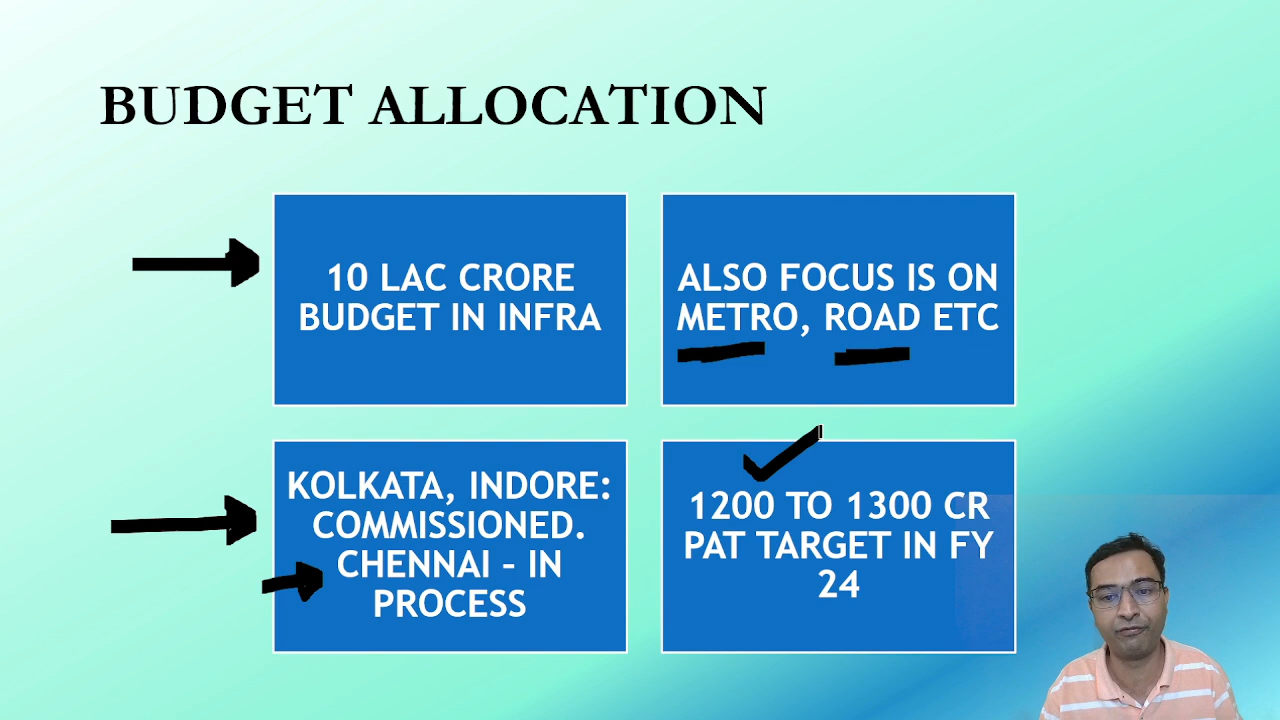 BUDGET ALLOCATION
10 LAC CRORE
BUDGET IN INFRA
ALSO FOCUS IS ON
METRO, ROAD ETC
KOLKATA, INDORE:
COMMISSIONED.
CHENNAI – IN
PROCESS
1200 TO 1300 CR
PAT TARGET IN FY
24